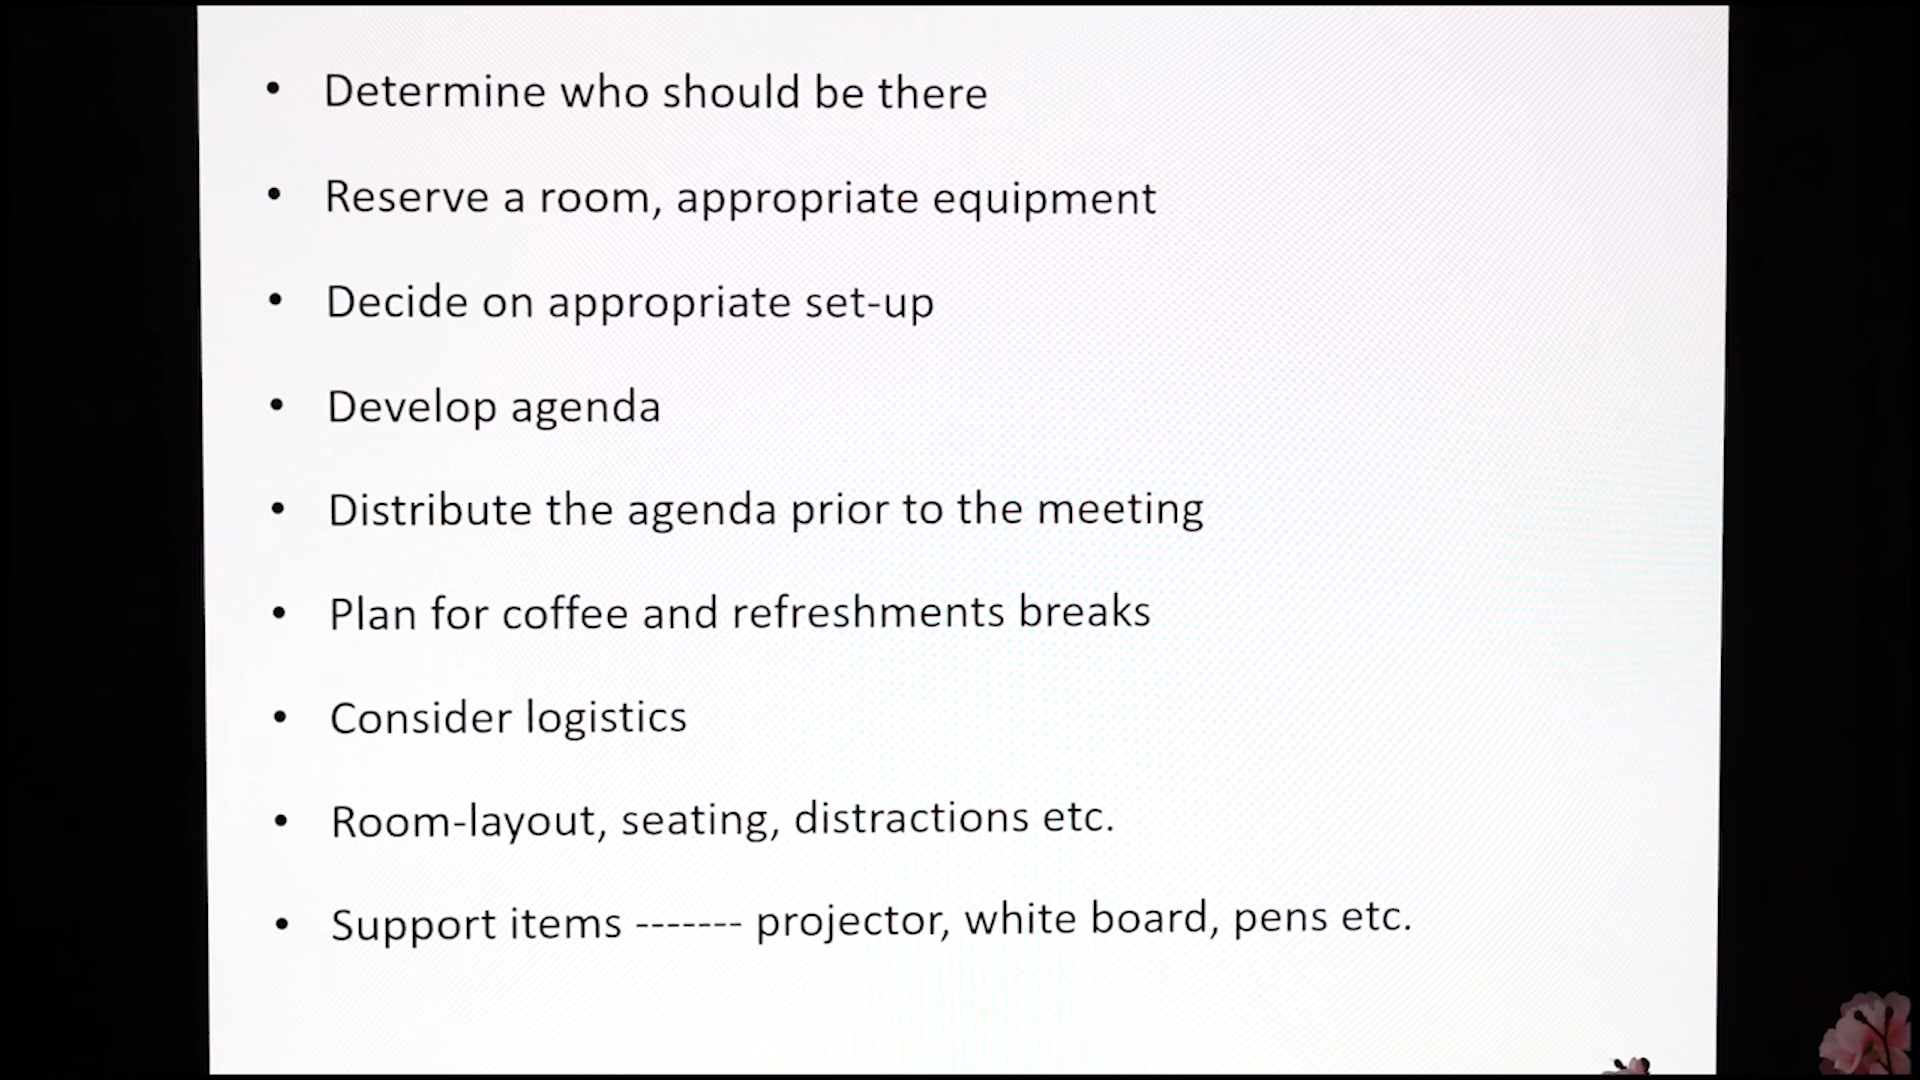 • Determine who should be there
• Reserve a room, appropriate equipment
• Decide on appropriate set-up
• Develop agenda
• Distribute the agenda prior to the meeting
• Plan for coffee and refreshments breaks
• Consider logistics
• Room-layout, seating, distractions etc.
• Support items ------- projector, white board, pens etc.